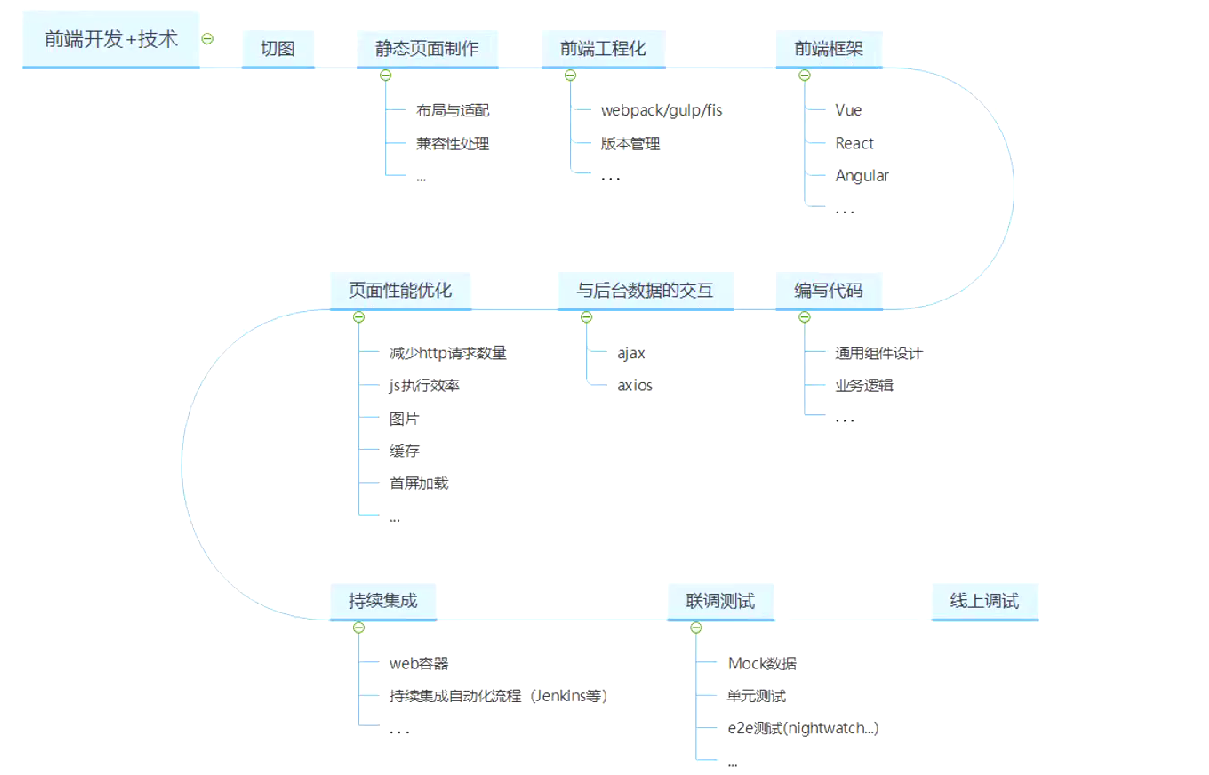 前端开发+技术
切图
静态页面制作
布局与适配
兼容性处理
...
前端工程化
webpack/gulp/fis
版本管理
...
前端框架
Vue
React
Angular
...
编写代码
通用组件设计
业务逻辑
...
与后台数据的交互
ajax
axios
页面性能优化
减少http请求数量
js执行效率
图片
缓存
首屏加载
...
持续集成
web容器
持续集成自动化流程（Jenkins等）
...
联调测试
Mock数据
单元测试
e2e测试(nightwatch...)
...
线上调试